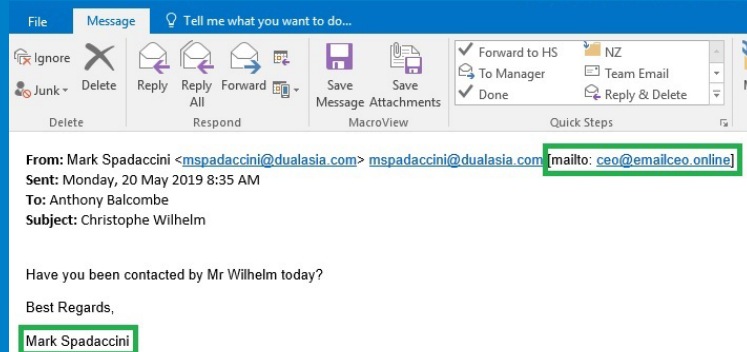 File Message Tell me what you want to do...
Ignore Delete Reply Reply All Forward Save Message Save Attachments Forward to HS NZ
Junk To Manager Team Email
Done Reply & Delete
Delete Respond MacroView Quick Steps
From: Mark Spadaccini <mspadaccini@dualasia.com> mspadaccini@dualasia.com [mailto: ceo@emailceo.online]
Sent: Monday, 20 May 2019 8:35 AM
To: Anthony Balcombe
Subject: Christophe Wilhelm
Have you been contacted by Mr Wilhelm today?
Best Regards,
Mark Spadaccini